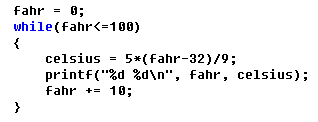 fahr = 0;
while(fahr<=100)
{
    celsius = 5*(fahr-32)/9;
    printf("%d %d\n", fahr, celsius);
    fahr += 10;
}